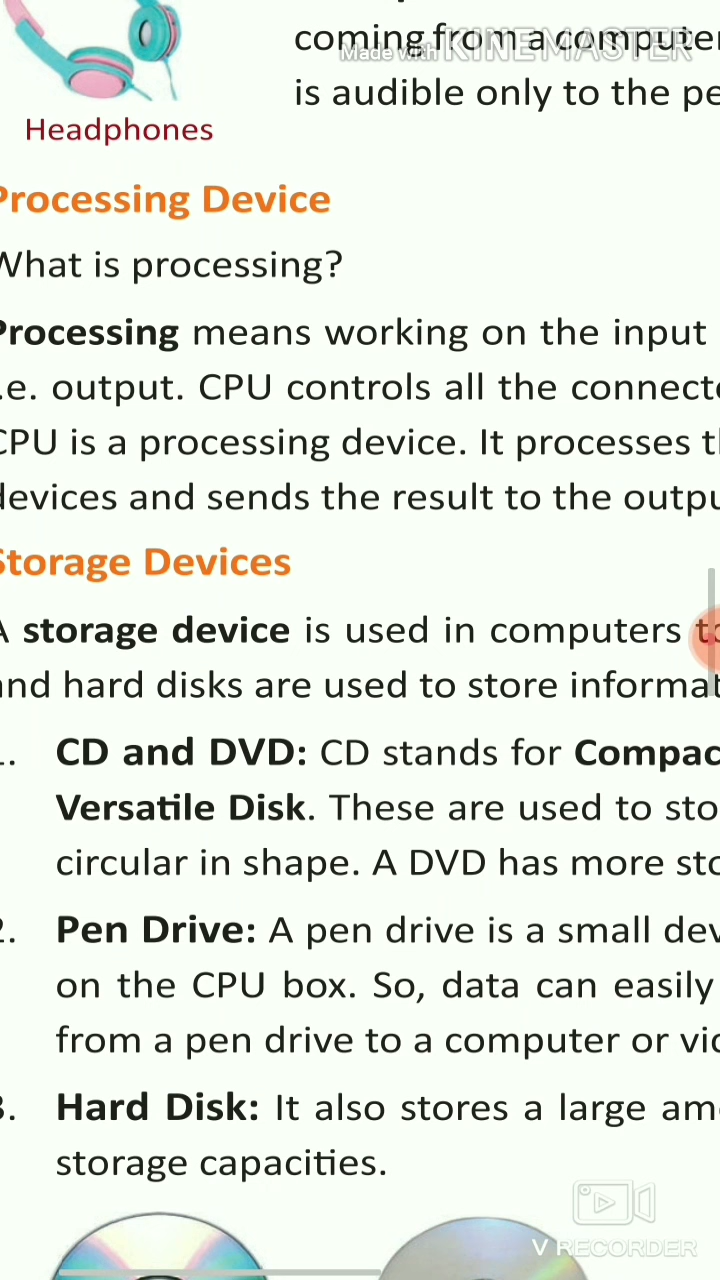 coming from a computer
Made with KINEMASTER
is audible only to the pe
Headphones
Processing Device
What is processing?
Processing means working on the input
i.e. output. CPU controls all the connecte
CPU is a processing device. It processes th
devices and sends the result to the outpu
Storage Devices
A storage device is used in computers to
and hard disks are used to store informat
1. CD and DVD: CD stands for Compac
Versatile Disk. These are used to sto
circular in shape. A DVD has more sto
2. Pen Drive: A pen drive is a small dev
on the CPU box. So, data can easily
from a pen drive to a computer or vic
3. Hard Disk: It also stores a large am
storage capacities.
V RECORDER